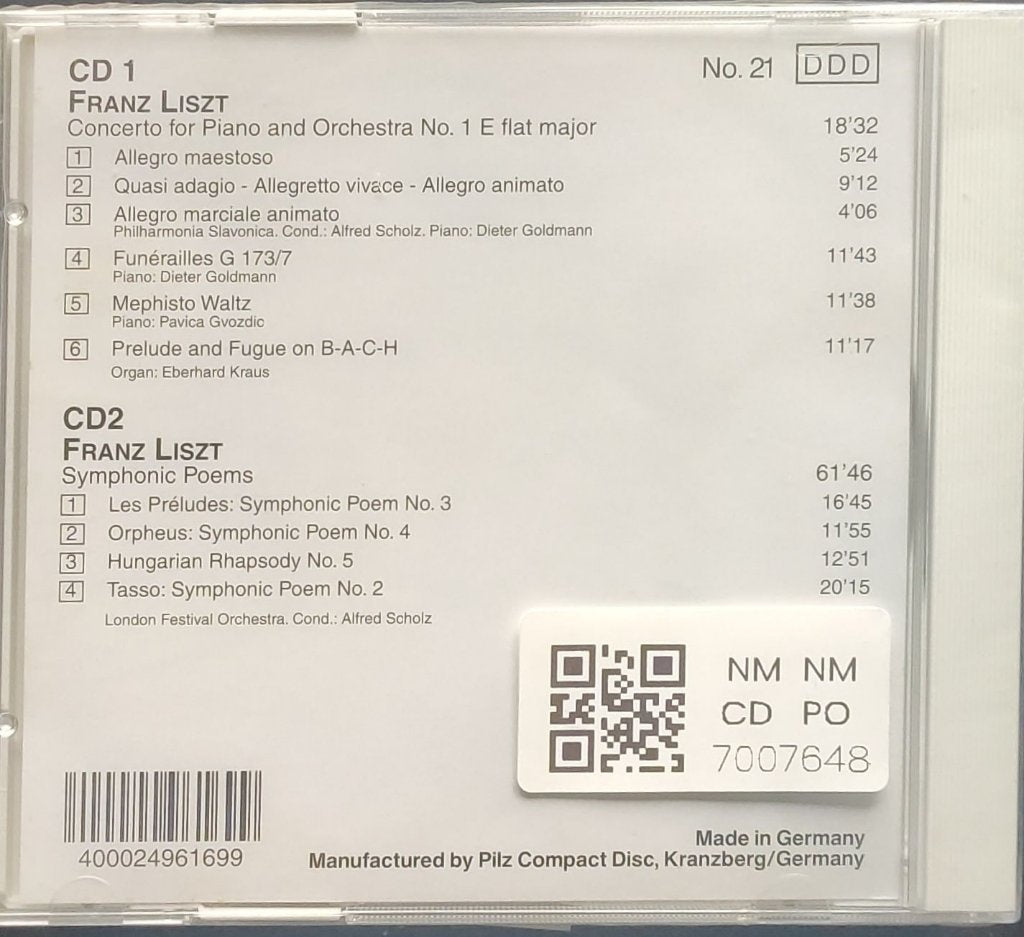 CD 1
No. 21 DDD
FRANZ LISZT
Concerto for Piano and Orchestra No. 1 E flat major 18'32
1 Allegro maestoso 5'24
2 Quasi adagio - Allegretto vivace - Allegro animato 9'12
3 Allegro marciale animato 4'06
Philharmonia Slavonica. Cond.: Alfred Scholz. Piano: Dieter Goldmann
4 Funérailles G 173/7 11'43
Piano: Dieter Goldmann
5 Mephisto Waltz 11'38
Piano: Pavica Gvozdic
6 Prelude and Fugue on B-A-C-H 11'17
Organ: Eberhard Kraus
CD2
FRANZ LISZT
Symphonic Poems 61'46
1 Les Préludes: Symphonic Poem No. 3 16'45
2 Orpheus: Symphonic Poem No. 4 11'55
3 Hungarian Rhapsody No. 5 12'51
4 Tasso: Symphonic Poem No. 2 20'15
London Festival Orchestra. Cond.: Alfred Scholz
NM NM
CD PO
7007648
400024961699
Made in Germany
Manufactured by Pilz Compact Disc, Kranzberg/Germany